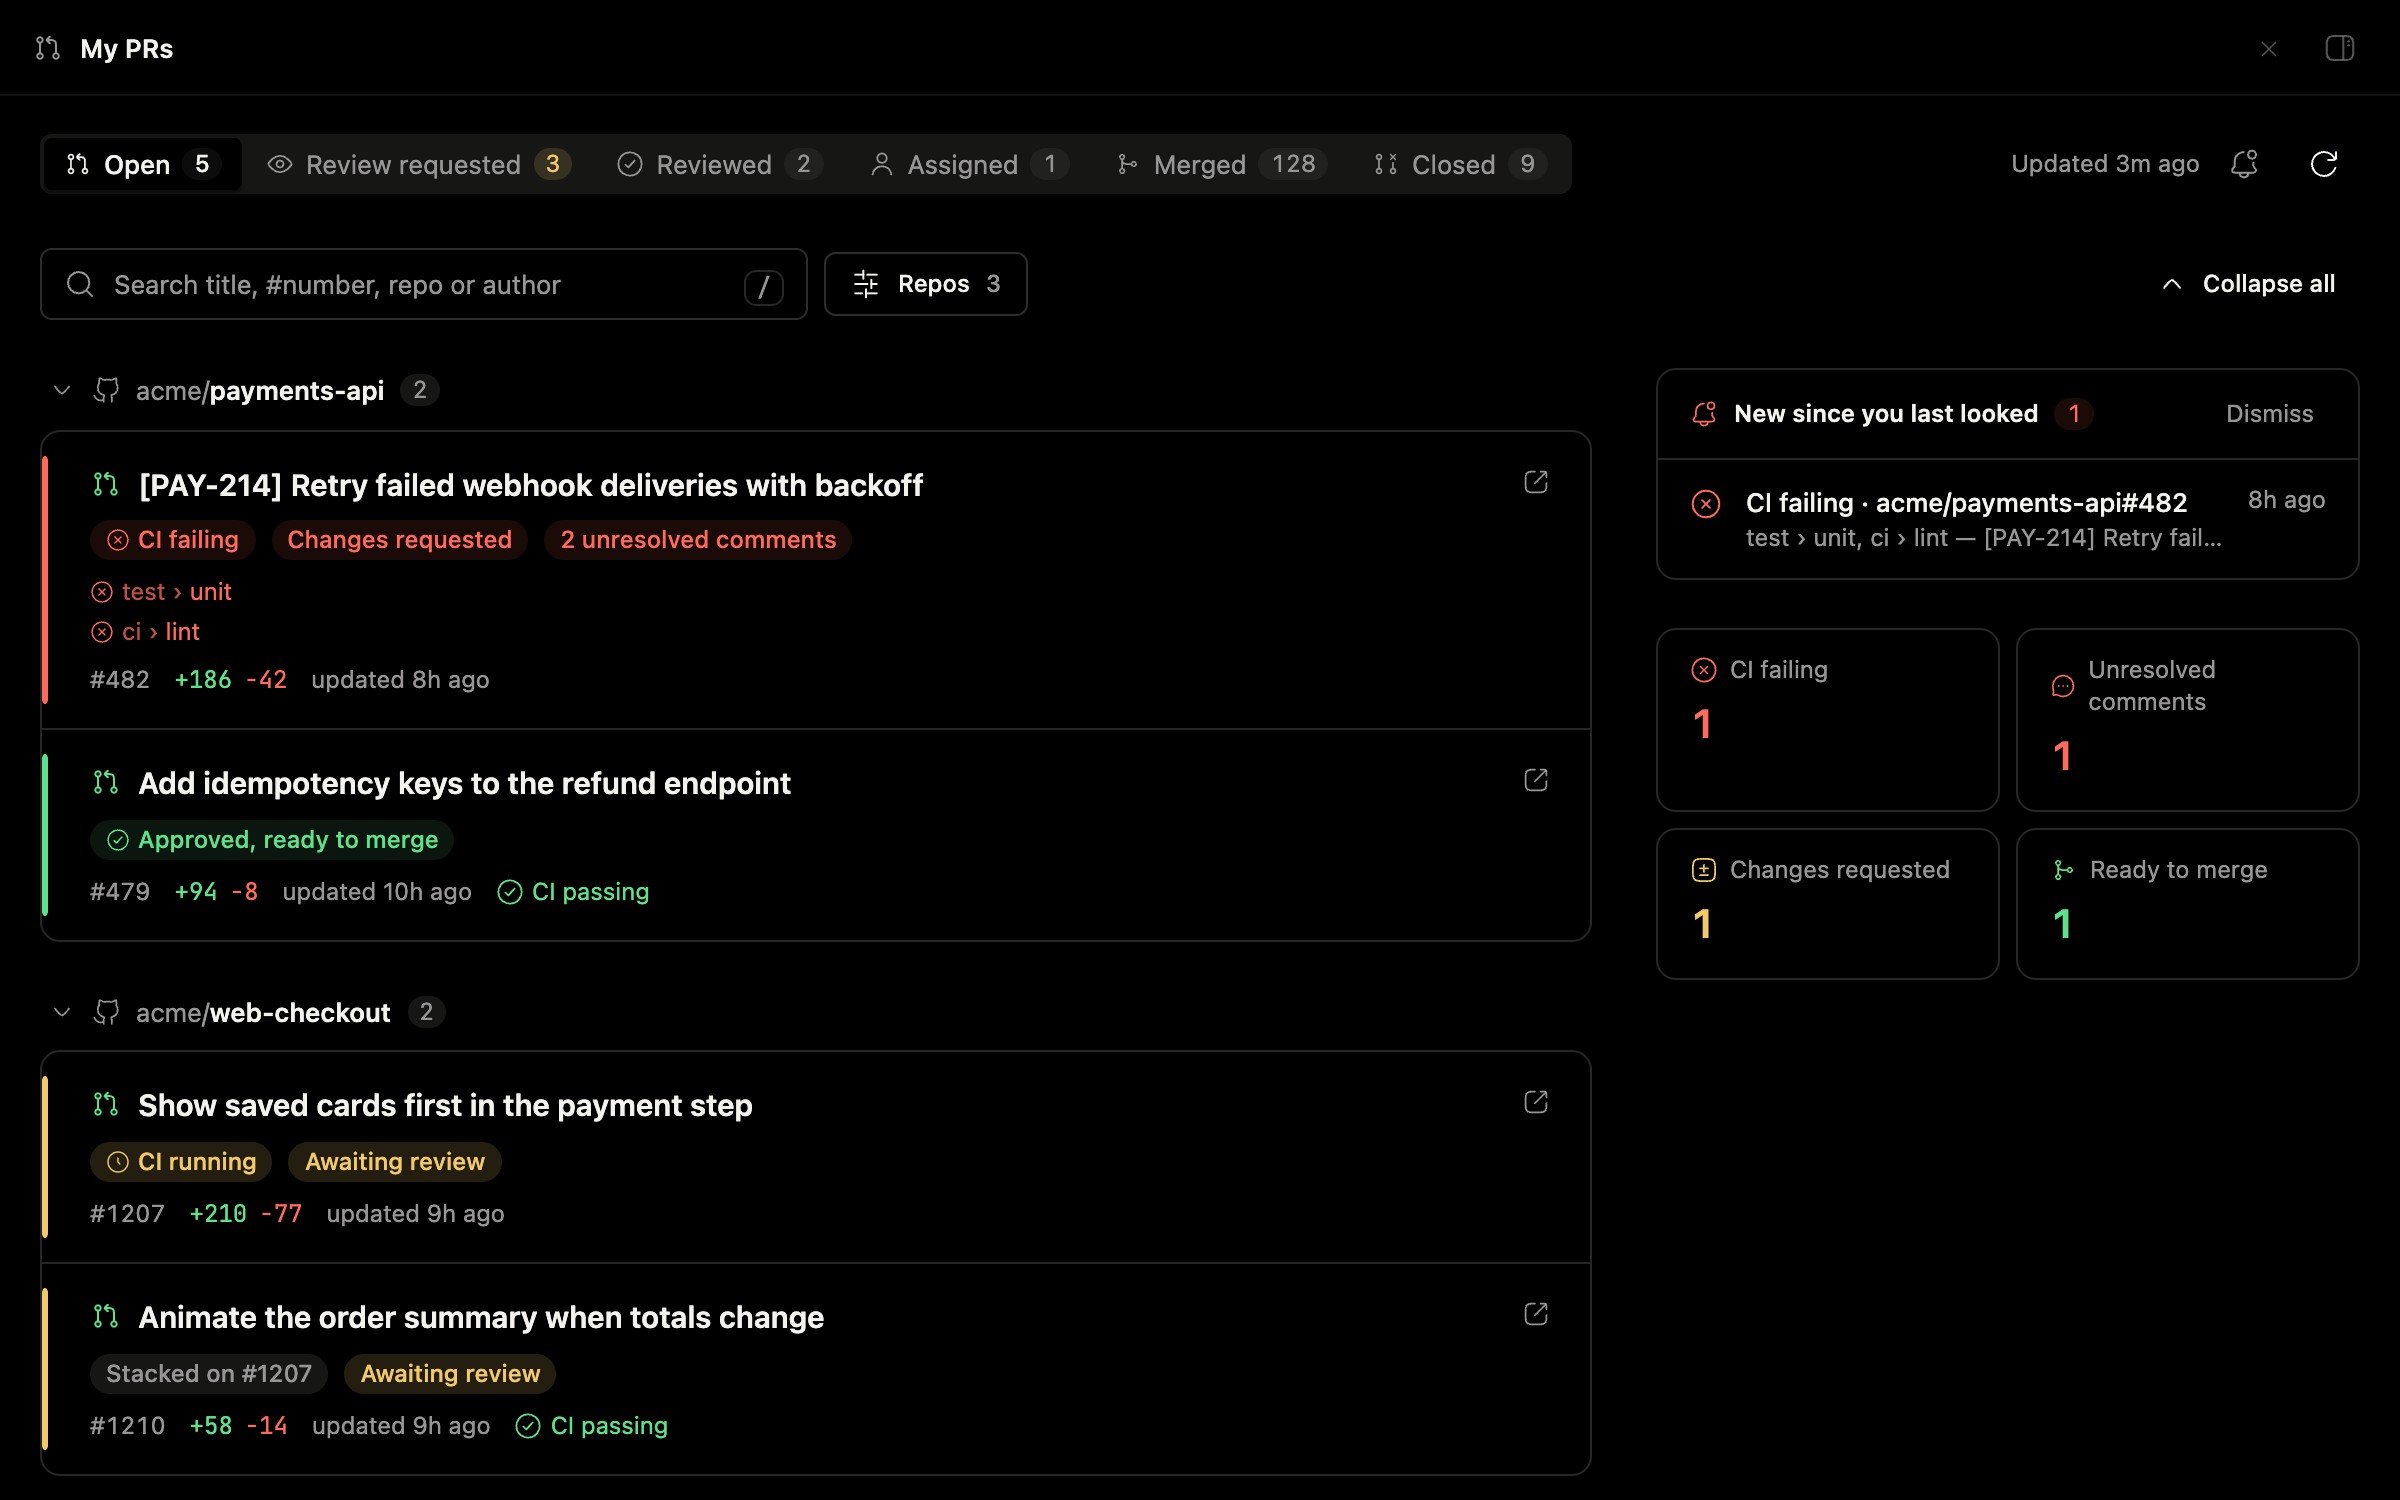 My PRs
Open 5 Review requested 3 Reviewed 2 Assigned 1 Merged 128 Closed 9 Updated 3m ago
Search title, #number, repo or author / Repos 3 Collapse all
acme/payments-api 2
[PAY-214] Retry failed webhook deliveries with backoff
CI failing Changes requested 2 unresolved comments
test › unit
ci › lint
#482 +186 -42 updated 8h ago
Add idempotency keys to the refund endpoint
Approved, ready to merge
#479 +94 -8 updated 10h ago CI passing
acme/web-checkout 2
Show saved cards first in the payment step
CI running Awaiting review
#1207 +210 -77 updated 9h ago
Animate the order summary when totals change
Stacked on #1207 Awaiting review
#1210 +58 -14 updated 9h ago CI passing
New since you last looked 1 Dismiss
CI failing · acme/payments-api#482 8h ago
test › unit, ci › lint — [PAY-214] Retry fail...
CI failing
1
Unresolved
comments
1
Changes requested
1
Ready to merge
1